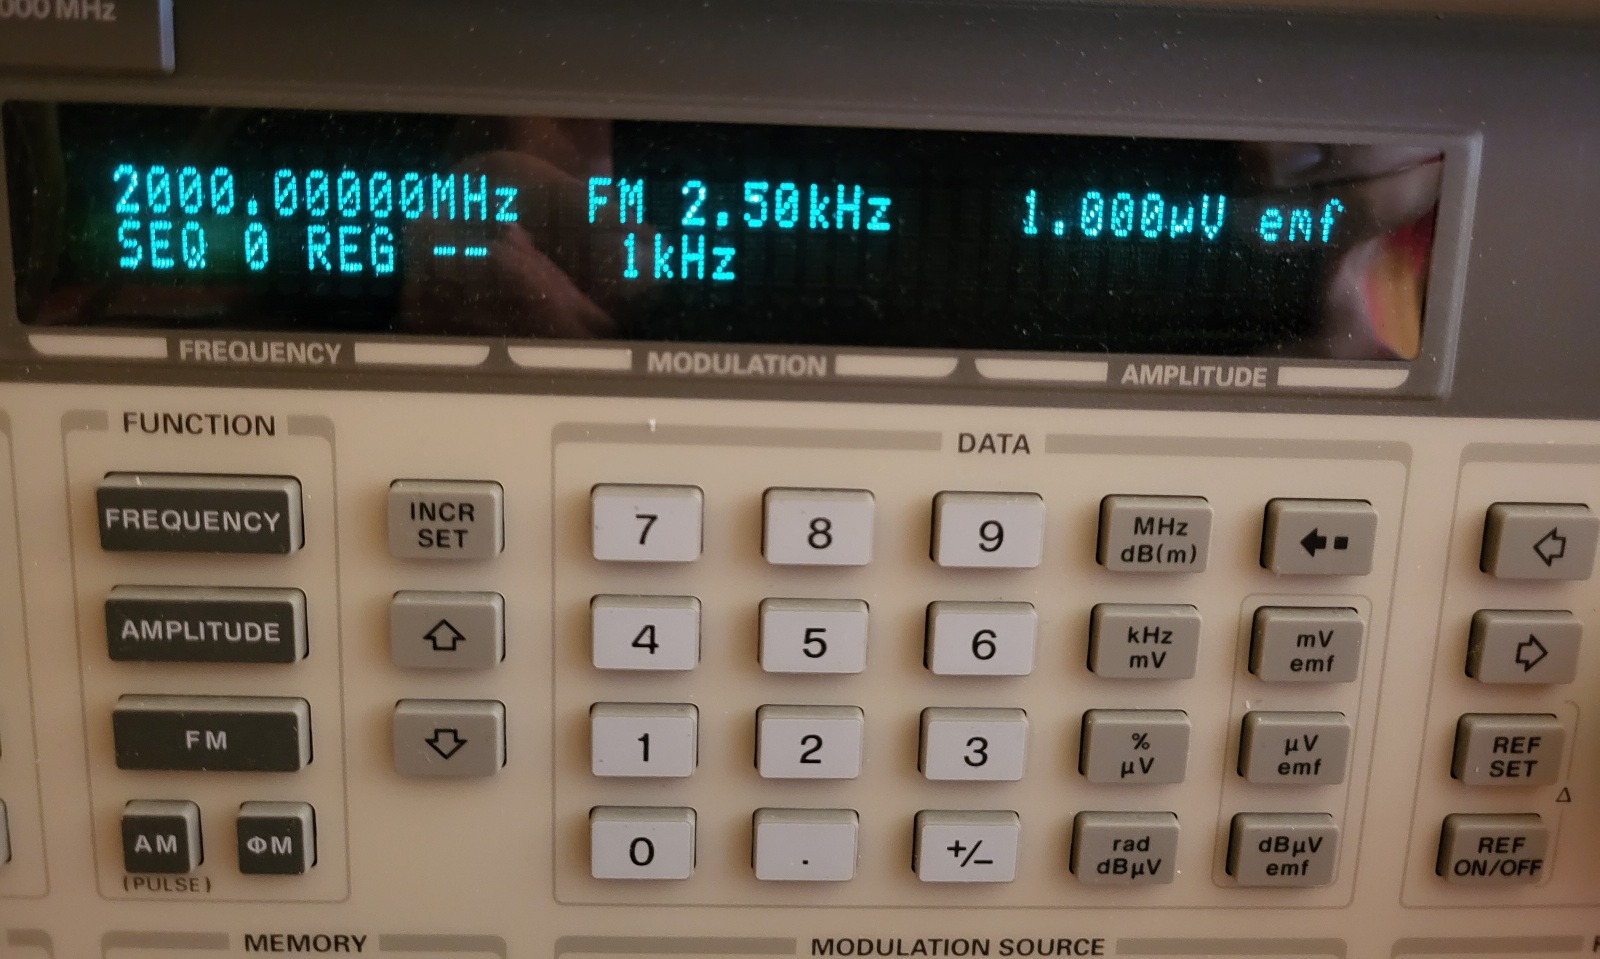 000 MHz
2000.00000MHz FM 2.50kHz 1.000µV emf
SEQ 0 REG -- 1kHz
FREQUENCY MODULATION AMPLITUDE
FUNCTION
DATA
FREQUENCY
INCR
SET
7
8
9
MHz
dB(m)
AMPLITUDE
4
5
6
kHz
mV
mV
emf
FM
1
2
3
%
µV
µV
emf
REF
SET
Δ
AM
(PULSE)
ΦM
0
.
+/−
rad
dBµV
dBµV
emf
REF
ON/OFF
MEMORY
MODULATION SOURCE